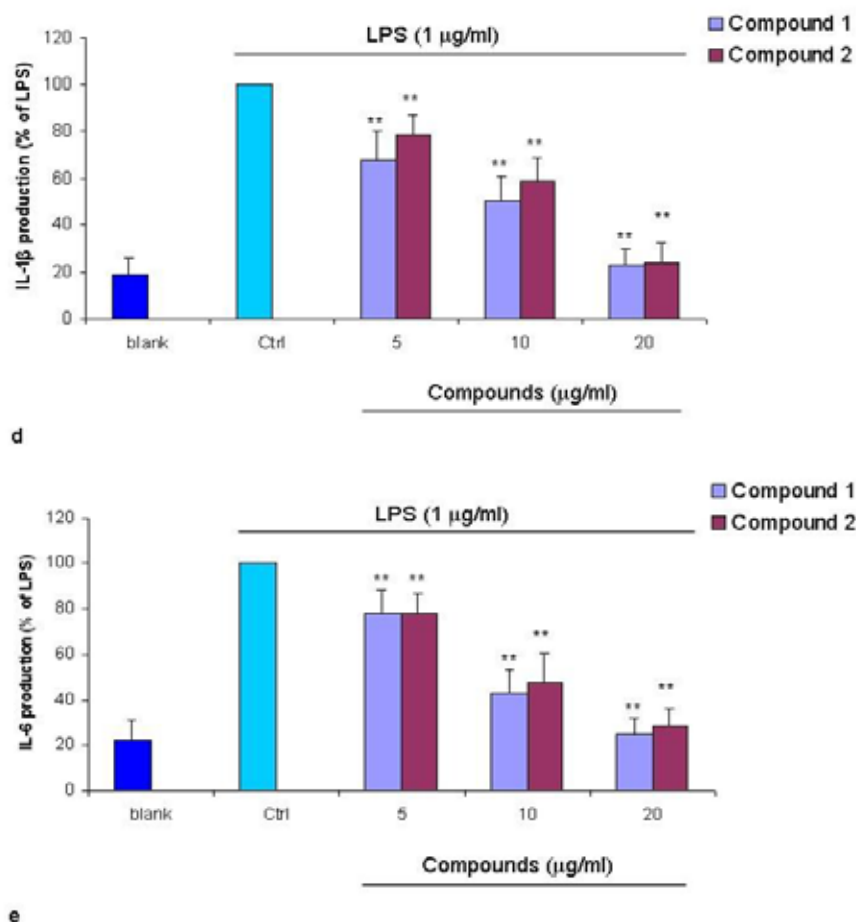 Compound 1
Compound 2
LPS (1 μg/ml)
IL-1β production (% of LPS)
120
100
80
60
40
20
0
** ** ** ** ** **
blank Ctrl 5 10 20
Compounds (μg/ml)
d
Compound 1
Compound 2
LPS (1 μg/ml)
IL-6 production (% of LPS)
120
100
80
60
40
20
0
** ** ** ** ** **
blank Ctrl 5 10 20
Compounds (μg/ml)
e